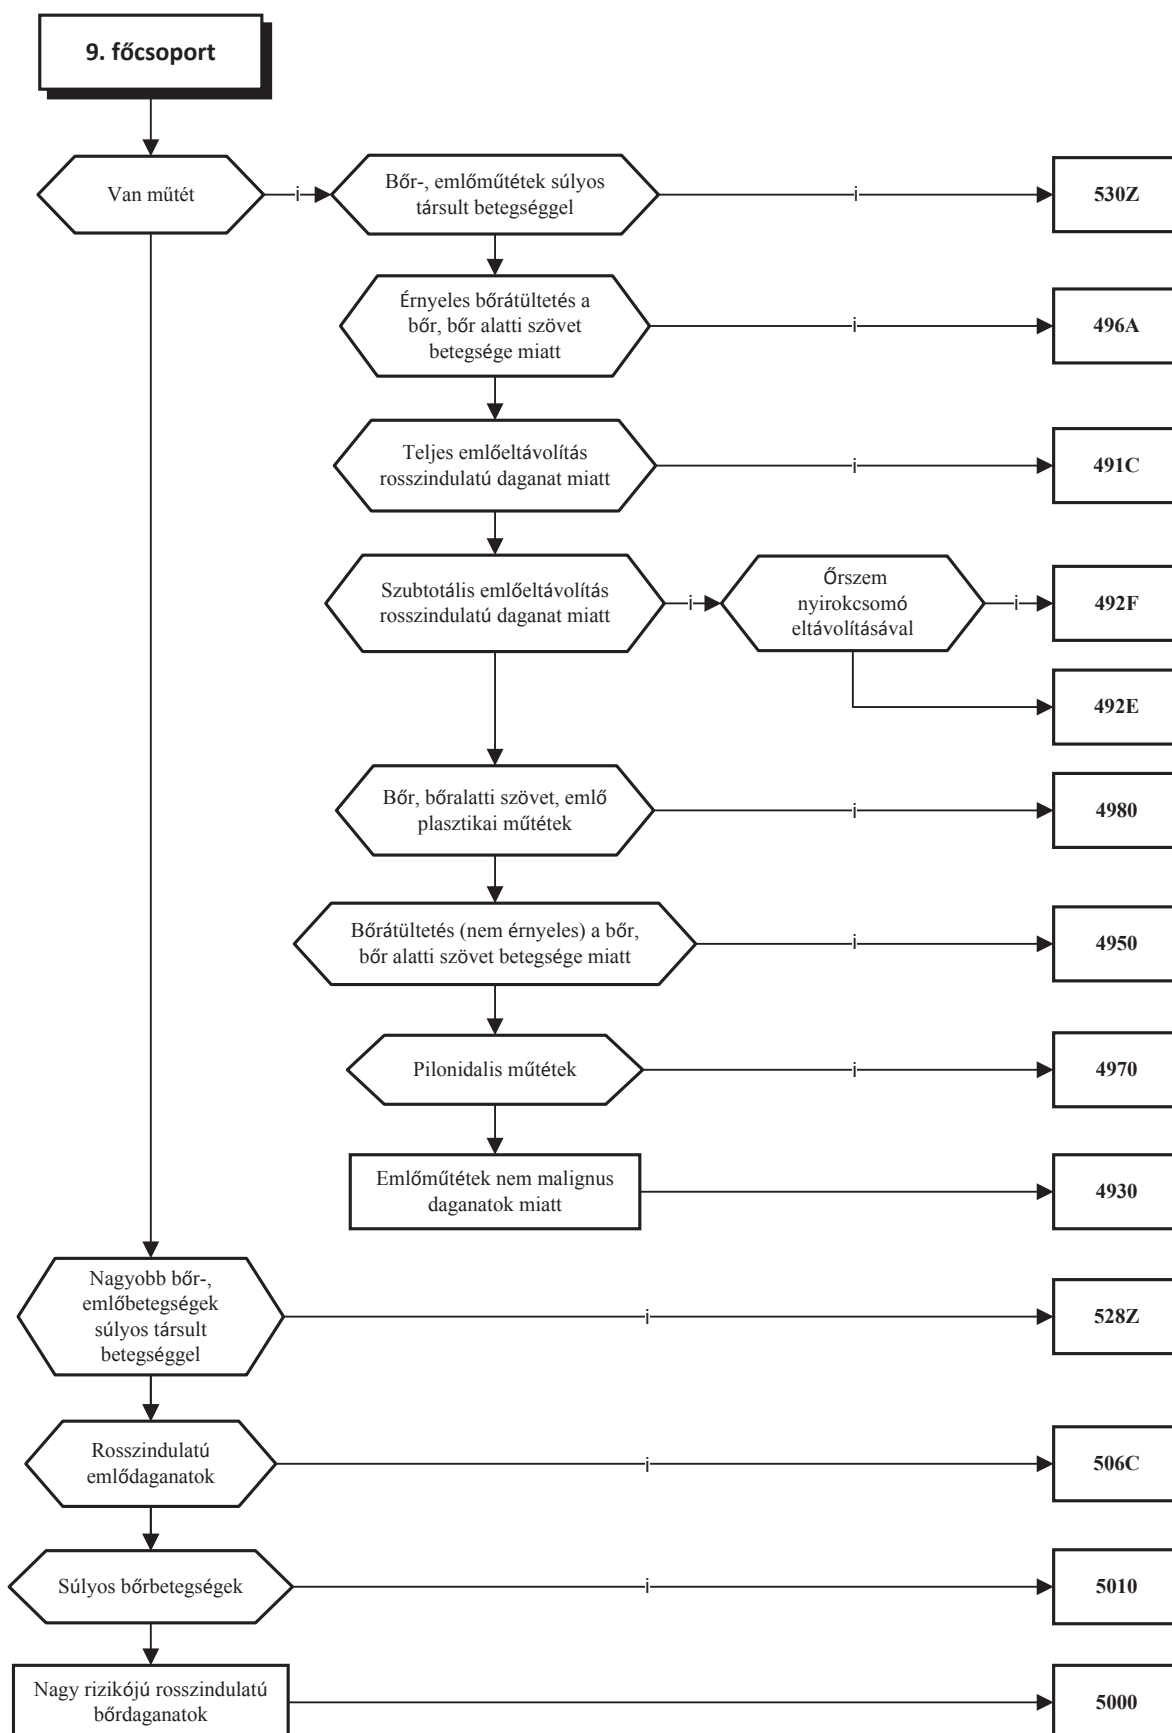 9. főcsoport
Van műtét
i
Bőr-, emlőműtétek súlyos
társult betegséggel
i
530Z
Érnyeles bőrátültetés a
bőr, bőr alatti szövet
betegsége miatt
i
496A
Teljes emlőeltávolítás
rosszindulatú daganat miatt
i
491C
Szubtotális emlőeltávolítás
rosszindulatú daganat miatt
i
Őrszem
nyirokcsomó
eltávolításával
i
492F
492E
Bőr, bőralatti szövet, emlő
plasztikai műtétek
i
4980
Bőrátültetés (nem érnyeles) a bőr,
bőr alatti szövet betegsége miatt
i
4950
Pilonidalis műtétek
i
4970
Emlőműtétek nem malignus
daganatok miatt
4930
Nagyobb bőr-,
emlőbetegségek
súlyos társult
betegséggel
i
528Z
Rosszindulatú
emlődaganatok
i
506C
Súlyos bőrbetegségek
i
5010
Nagy rizikójú rosszindulatú
bőrdaganatok
5000